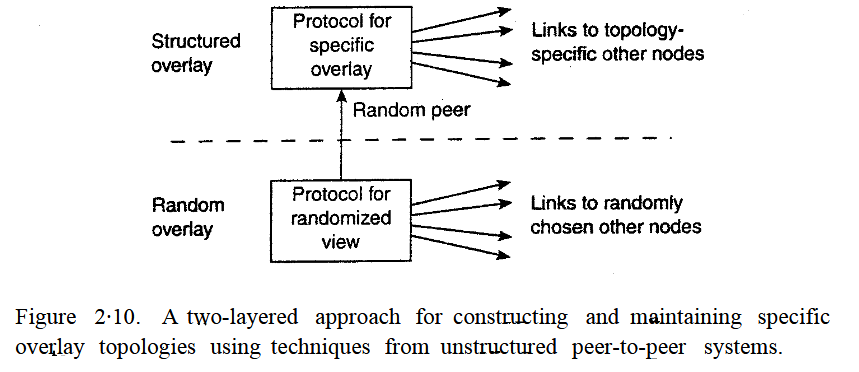 Structured
overlay
Protocol for
specific
overlay
Links to topology-
specific other nodes
Random peer
Random
overlay
Protocol for
randomized
view
Links to randomly
chosen other nodes
Figure 2·10. A two-layered approach for constructing and maintaining specific
overlay topologies using techniques from unstructured peer-to-peer systems.